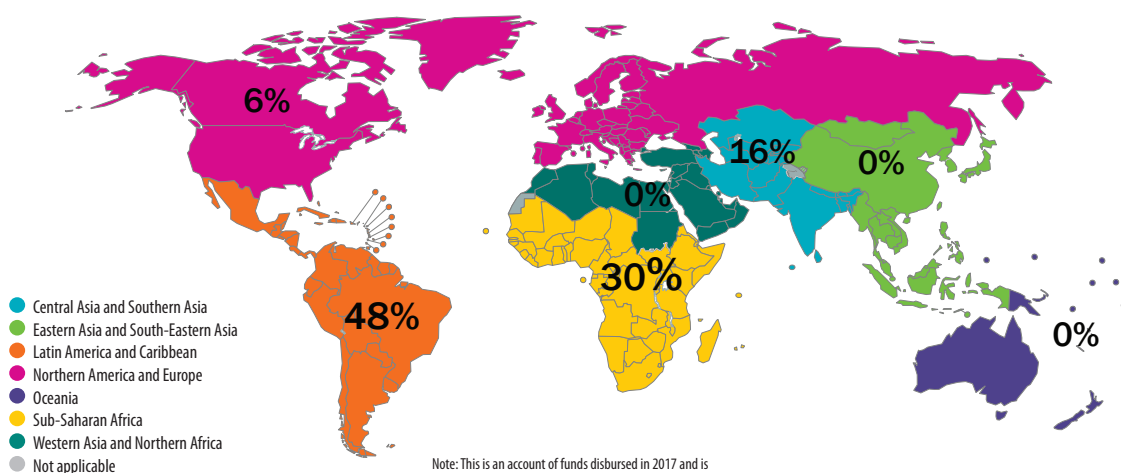 6%
16%
0%
0%
30%
48%
0%
Central Asia and Southern Asia
Eastern Asia and South-Eastern Asia
Latin America and Caribbean
Northern America and Europe
Oceania
Sub-Saharan Africa
Western Asia and Northern Africa
Not applicable
Note: This is an account of funds disbursed in 2017 and is